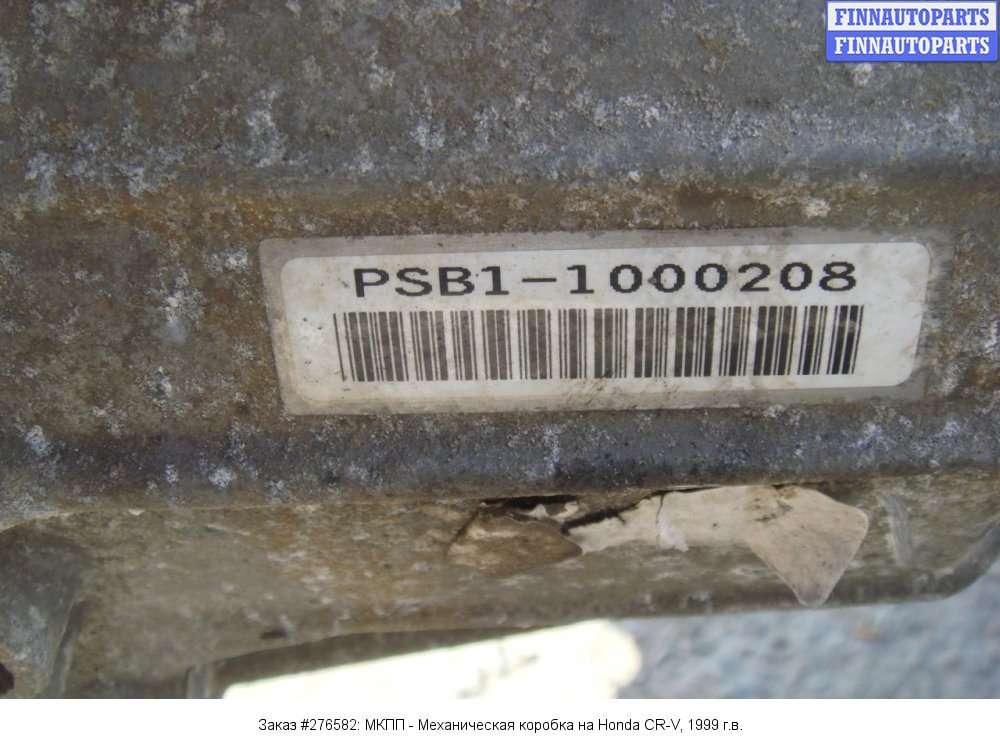 FINNAUTOPARTS
FINNAUTOPARTS
PSB1-1000208
Заказ #276582: МКПП - Механическая коробка на Honda CR-V, 1999 г.в.